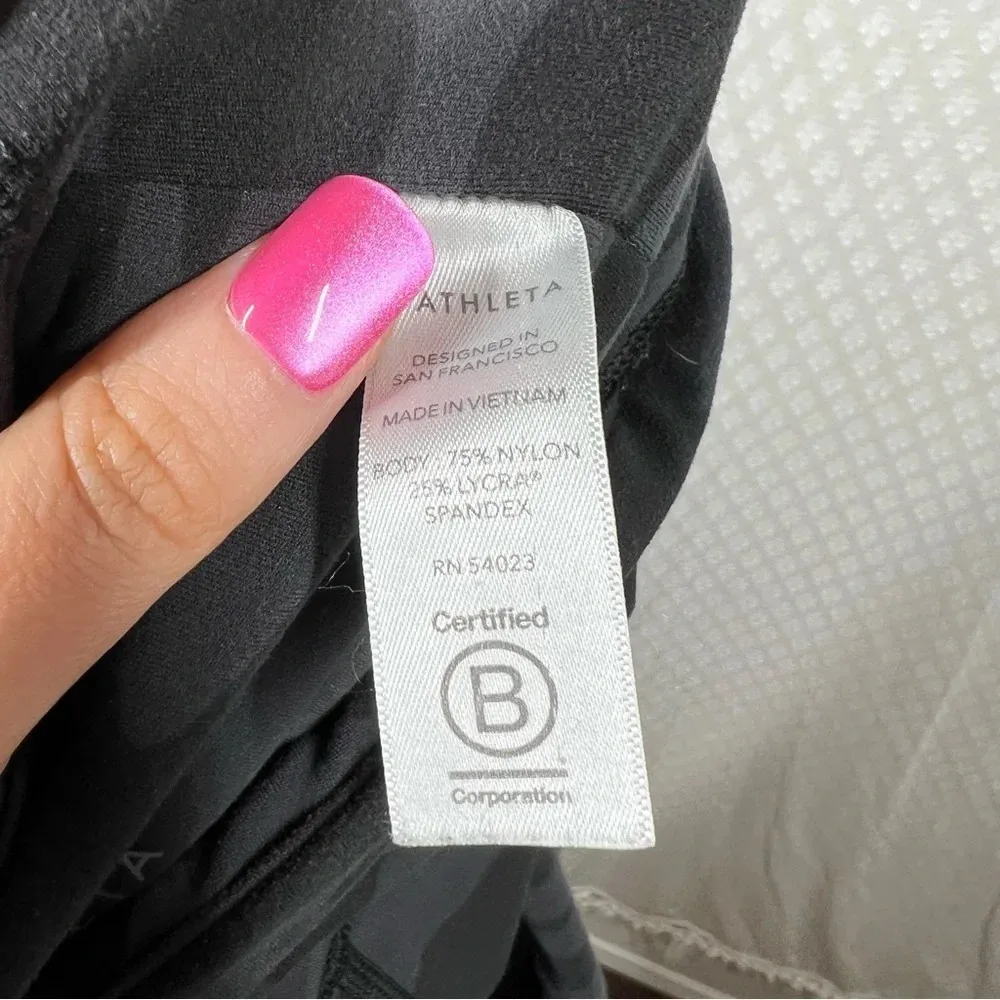 ATHLETA
DESIGNED IN
SAN FRANCISCO
MADE IN VIETNAM
BODY : 75% NYLON
25% LYCRA®
SPANDEX
RN 54023
Certified
B
Corporation